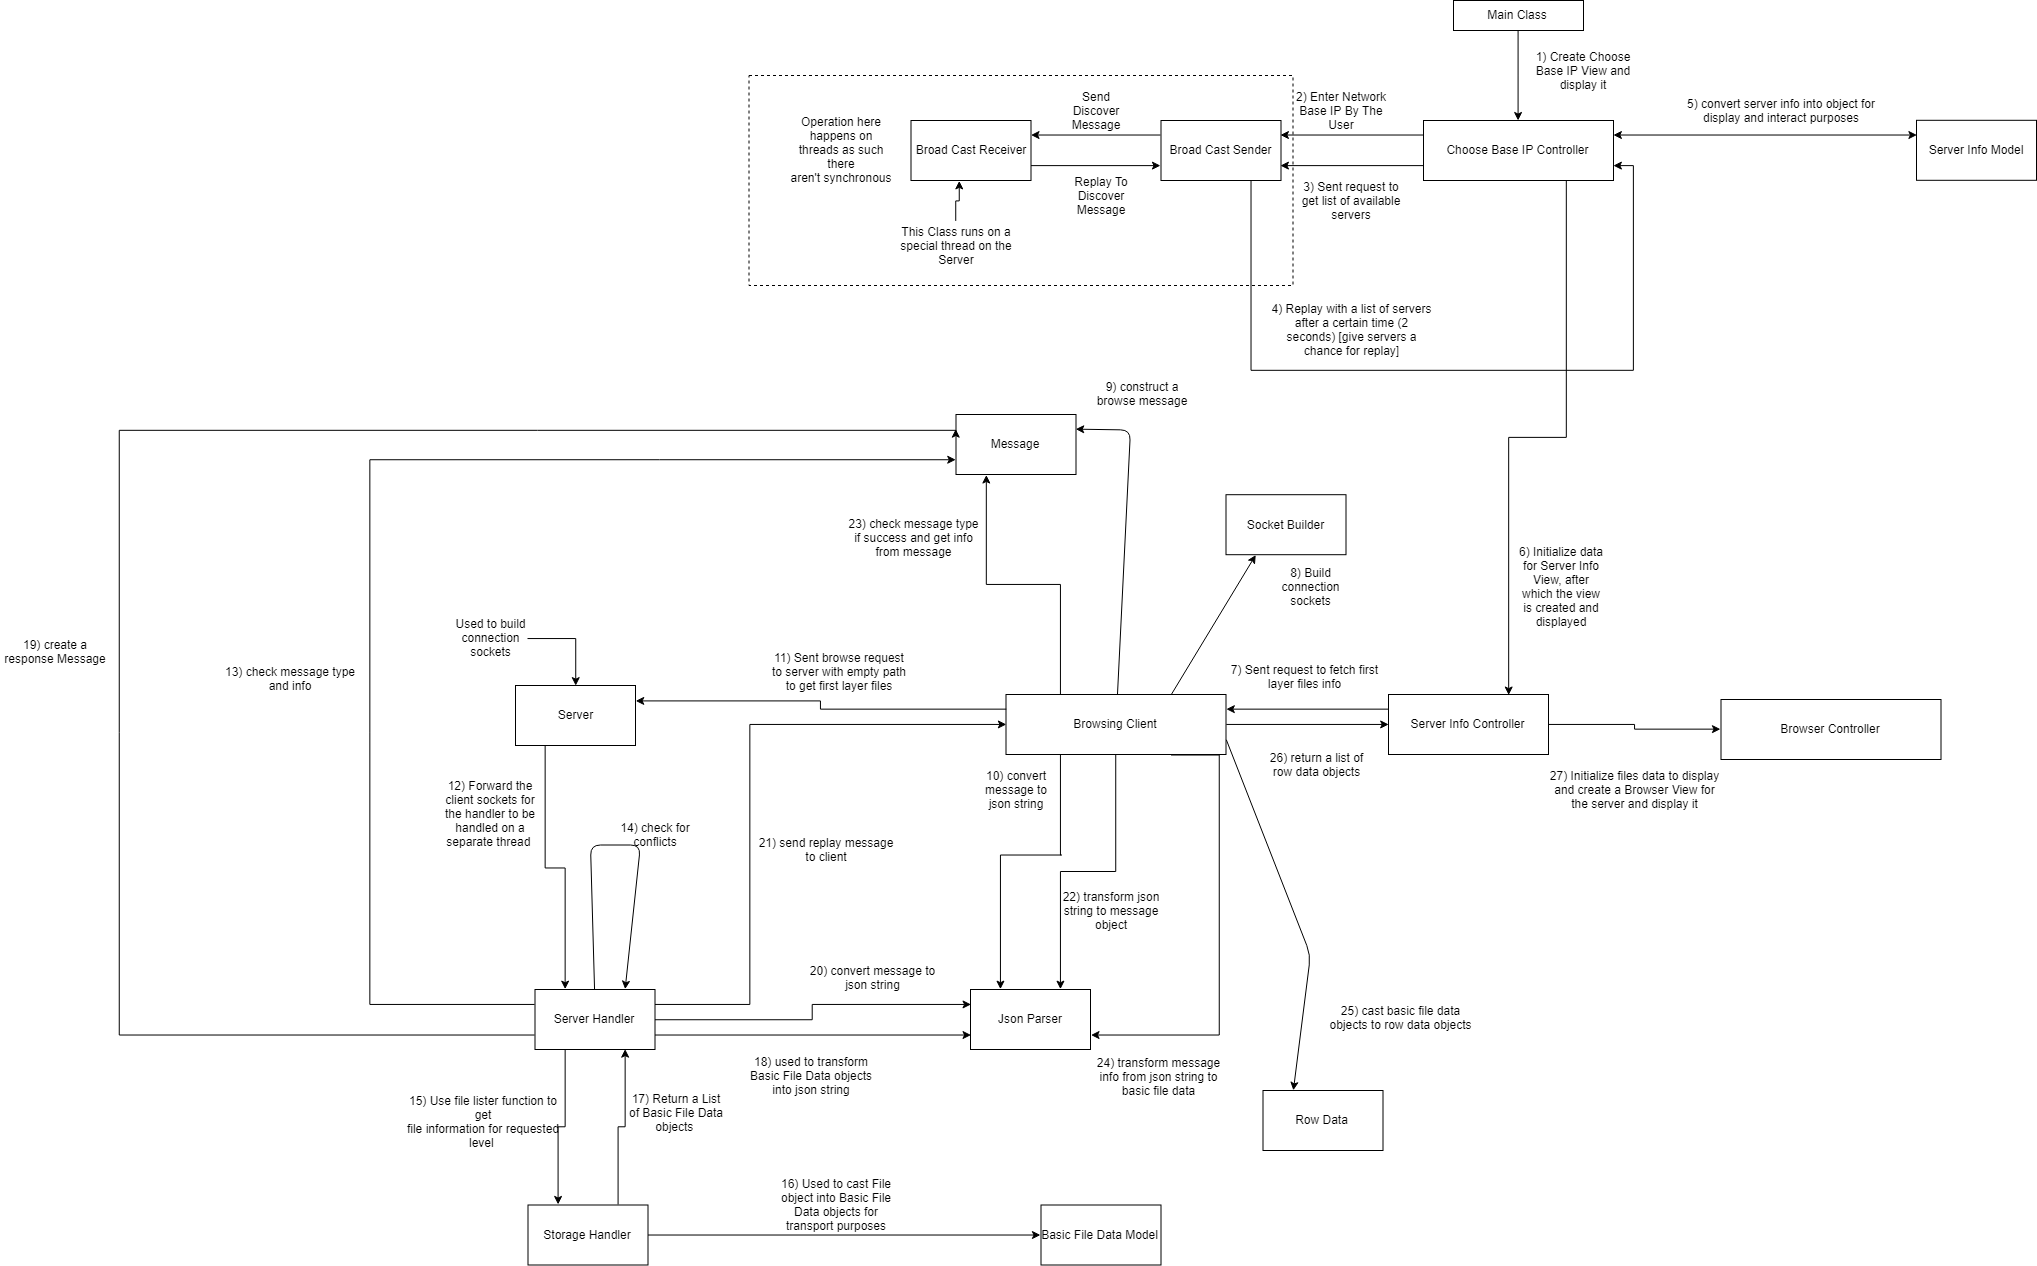 Main Class
1) Create Choose
Base IP View and
display it
5) convert server info into object for
display and interact purposes
Send
Discover
Message
2) Enter Network
Base IP By The
User
Operation here
happens on
threads as such
there
aren't synchronous
Broad Cast Receiver
Broad Cast Sender
Choose Base IP Controller
Server Info Model
Replay To
Discover
Message
3) Sent request to
get list of available
servers
This Class runs on a
special thread on the
Server
4) Replay with a list of servers
after a certain time (2
seconds) [give servers a
chance for replay]
9) construct a
browse message
Message
23) check message type
if success and get info
from message
Socket Builder
8) Build
connection
sockets
6) Initialize data
for Server Info
View, after
which the view
is created and
displayed
19) create a
response Message
13) check message type
and info
Used to build
connection
sockets
11) Sent browse request
to server with empty path
to get first layer files
7) Sent request to fetch first
layer files info
Server
Browsing Client
Server Info Controller
Browser Controller
26) return a list of
row data objects
27) Initialize files data to display
and create a Browser View for
the server and display it
12) Forward the
client sockets for
the handler to be
handled on a
separate thread
10) convert
message to
json string
14) check for
conflicts
21) send replay message
to client
22) transform json
string to message
object
20) convert message to
json string
Server Handler
Json Parser
25) cast basic file data
objects to row data objects
18) used to transform
Basic File Data objects
into json string
24) transform message
info from json string to
basic file data
15) Use file lister function to
get
file information for requested
level
17) Return a List
of Basic File Data
objects
Row Data
16) Used to cast File
object into Basic File
Data objects for
transport purposes
Storage Handler
Basic File Data Model